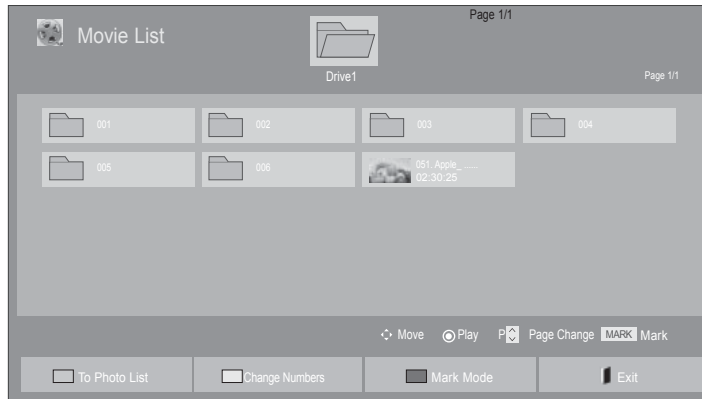 Page 1/1
Movie List
Drive1
Page 1/1
001
002
003
004
005
006
051. Apple_ ......
02:30:25
Move
Play
P
Page Change
MARK
Mark
To Photo List
Change Numbers
Mark Mode
Exit